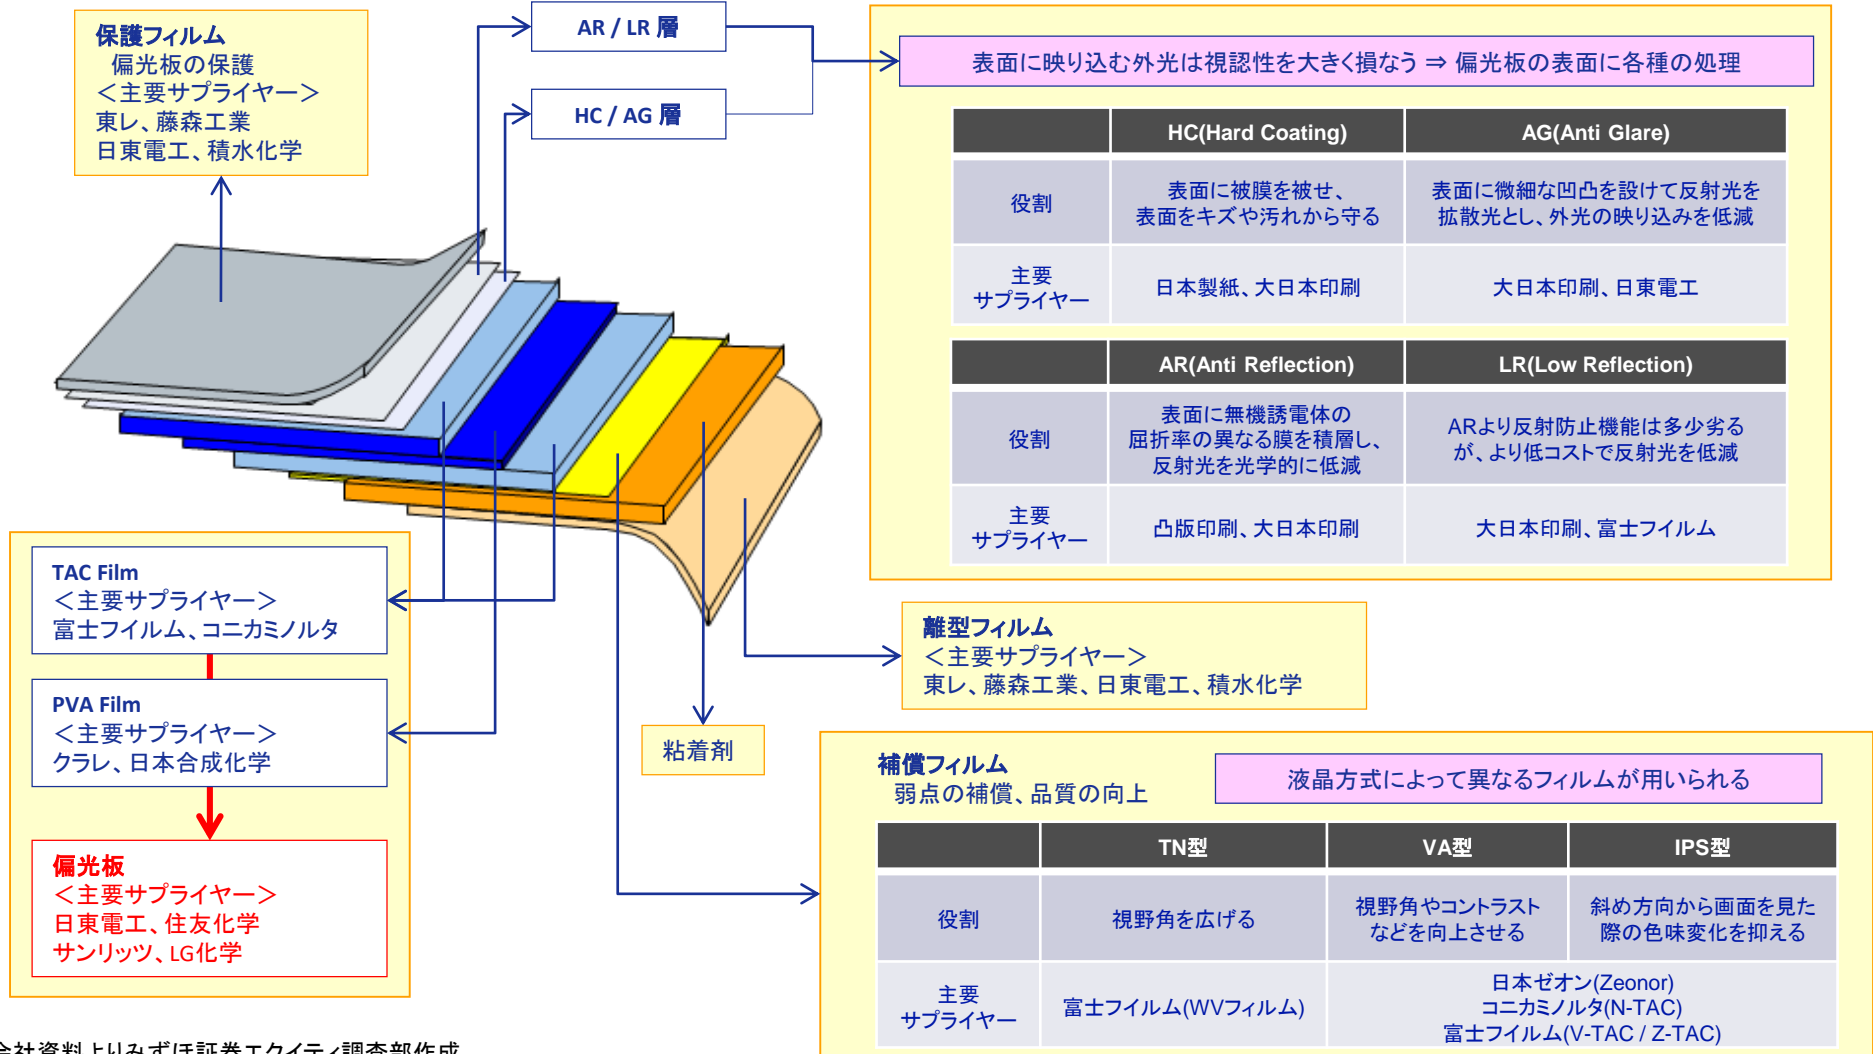 保護フィルム
偏光板の保護
＜主要サプライヤー＞
東レ、藤森工業
日東電工、積水化学
AR / LR 層
HC / AG 層
表面に映り込む外光は視認性を大きく損なう ⇒ 偏光板の表面に各種の処理
HC(Hard Coating)
AG(Anti Glare)
役割
表面に被膜を被せ、
表面をキズや汚れから守る
表面に微細な凹凸を設けて反射光を
拡散光とし、外光の映り込みを低減
主要
サプライヤー
日本製紙、大日本印刷
大日本印刷、日東電工
AR(Anti Reflection)
LR(Low Reflection)
役割
表面に無機誘電体の
屈折率の異なる膜を積層し、
反射光を光学的に低減
ARより反射防止機能は多少劣る
が、より低コストで反射光を低減
主要
サプライヤー
凸版印刷、大日本印刷
大日本印刷、富士フイルム
TAC Film
＜主要サプライヤー＞
富士フイルム、コニカミノルタ
PVA Film
＜主要サプライヤー＞
クラレ、日本合成化学
偏光板
＜主要サプライヤー＞
日東電工、住友化学
サンリッツ、LG化学
離型フィルム
＜主要サプライヤー＞
東レ、藤森工業、日東電工、積水化学
粘着剤
補償フィルム
弱点の補償、品質の向上
液晶方式によって異なるフィルムが用いられる
TN型
VA型
IPS型
役割
視野角を広げる
視野角やコントラスト
などを向上させる
斜め方向から画面を見た
際の色味変化を抑える
主要
サプライヤー
富士フイルム(WVフィルム)
日本ゼオン(Zeonor)
コニカミノルタ(N-TAC)
富士フイルム(V-TAC / Z-TAC)
会社資料よりみずほ証券エクイティ調査部作成